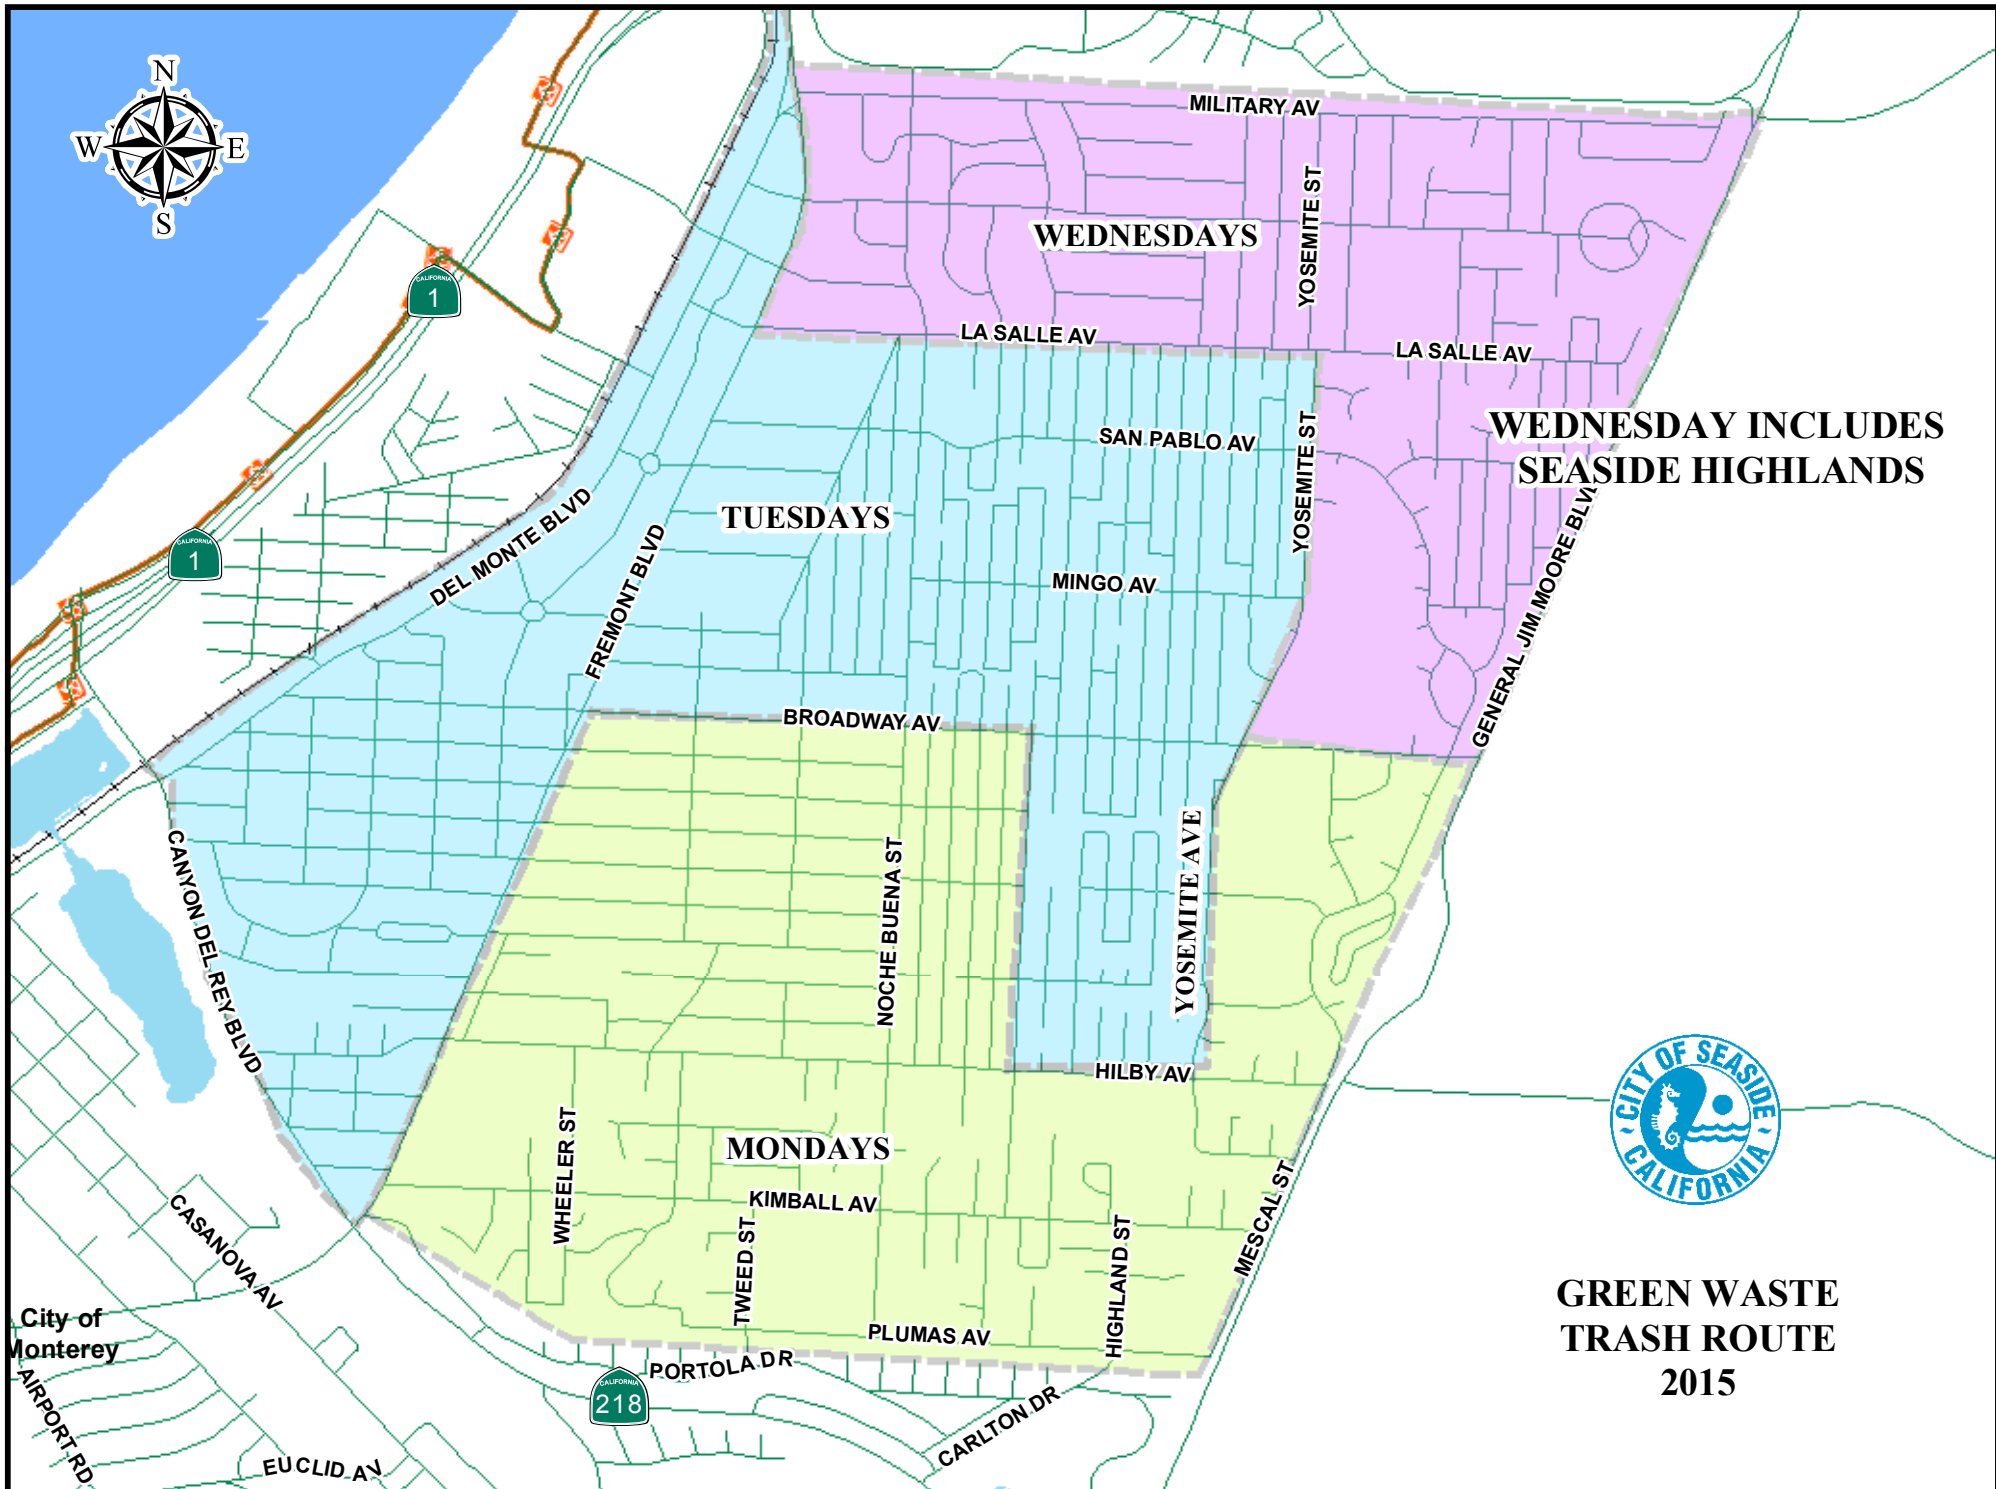 N
W
E
S
MILITARY AV
YOSEMITE ST
WEDNESDAYS
CALIFORNIA
1
LA SALLE AV
LA SALLE AV
WEDNESDAY INCLUDES
SEASIDE HIGHLANDS
SAN PABLO AV
YOSEMITE ST
TUESDAYS
CALIFORNIA
1
DEL MONTE BLVD
FREMONT BLVD
MINGO AV
GENERAL JIM MOORE BLVD
BROADWAY AV
CANYON DEL REY BLVD
NOCHE BUENA ST
YOSEMITE AVE
HILBY AV
CITY OF SEASIDE
~ CALIFORNIA ~
WHEELER ST
MONDAYS
KIMBALL AV
TWEED ST
HIGHLAND ST
MESCAL ST
CASANOVA AV
City of
Monterey
PLUMAS AV
GREEN WASTE
TRASH ROUTE
2015
PORTOLA DR
CALIFORNIA
218
CARLTON DR
AIRPORT RD
EUCLID AV